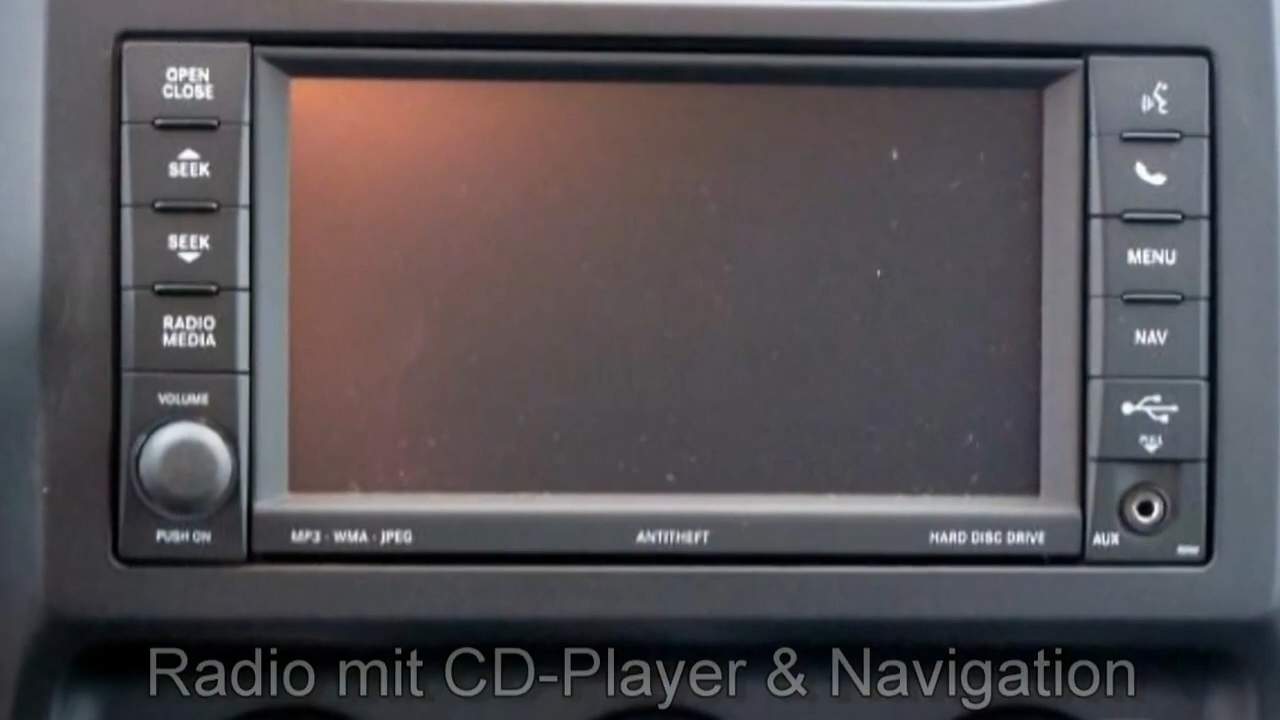 OPEN
CLOSE
SEEK
SEEK
RADIO
MEDIA
VOLUME
PUSH ON
MP3 - WMA - JPEG
ANTITHEFT
HARD DISC DRIVE
MENU
NAV
AUX
Radio mit CD-Player & Navigation